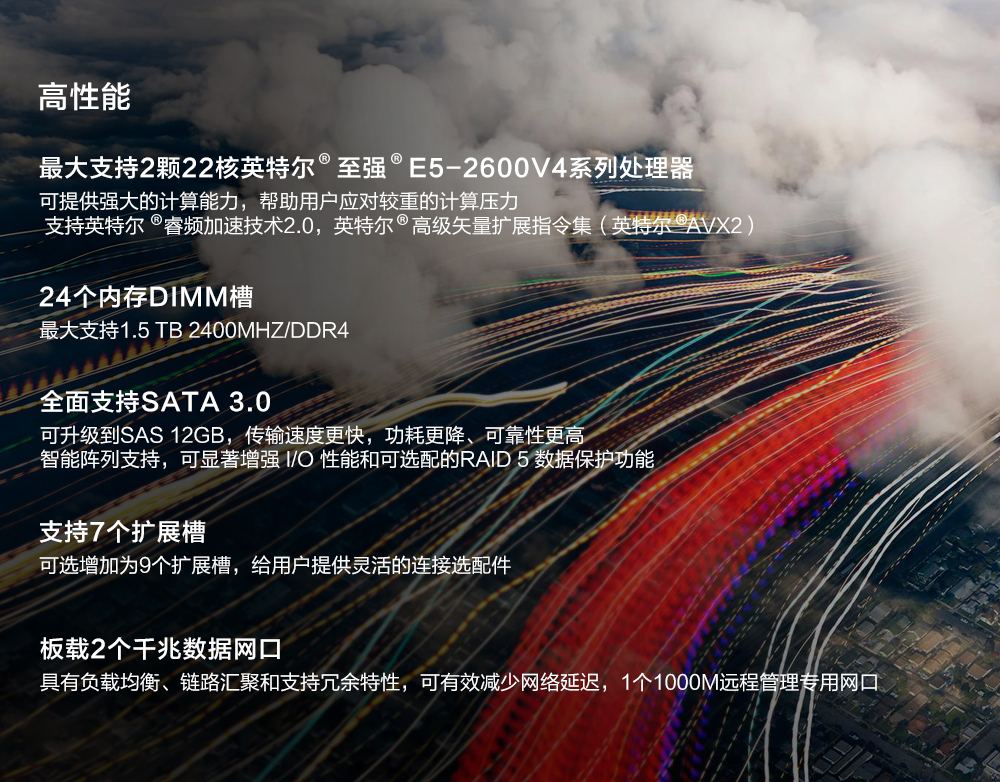 高性能
最大支持2颗22核英特尔® 至强® E5-2600V4系列处理器
可提供强大的计算能力，帮助用户应对较重的计算压力
支持英特尔 ®睿频加速技术2.0，英特尔®高级矢量扩展指令集（英特尔®AVX2）
24个内存DIMM槽
最大支持1.5 TB 2400MHZ/DDR4
全面支持SATA 3.0
可升级到SAS 12GB，传输速度更快，功耗更降、可靠性更高
智能阵列支持，可显著增强 I/O 性能和可选配的RAID 5 数据保护功能
支持7个扩展槽
可选增加为9个扩展槽，给用户提供灵活的连接选配件
板载2个千兆数据网口
具有负载均衡、链路汇聚和支持冗余特性，可有效减少网络延迟，1个1000M远程管理专用网口